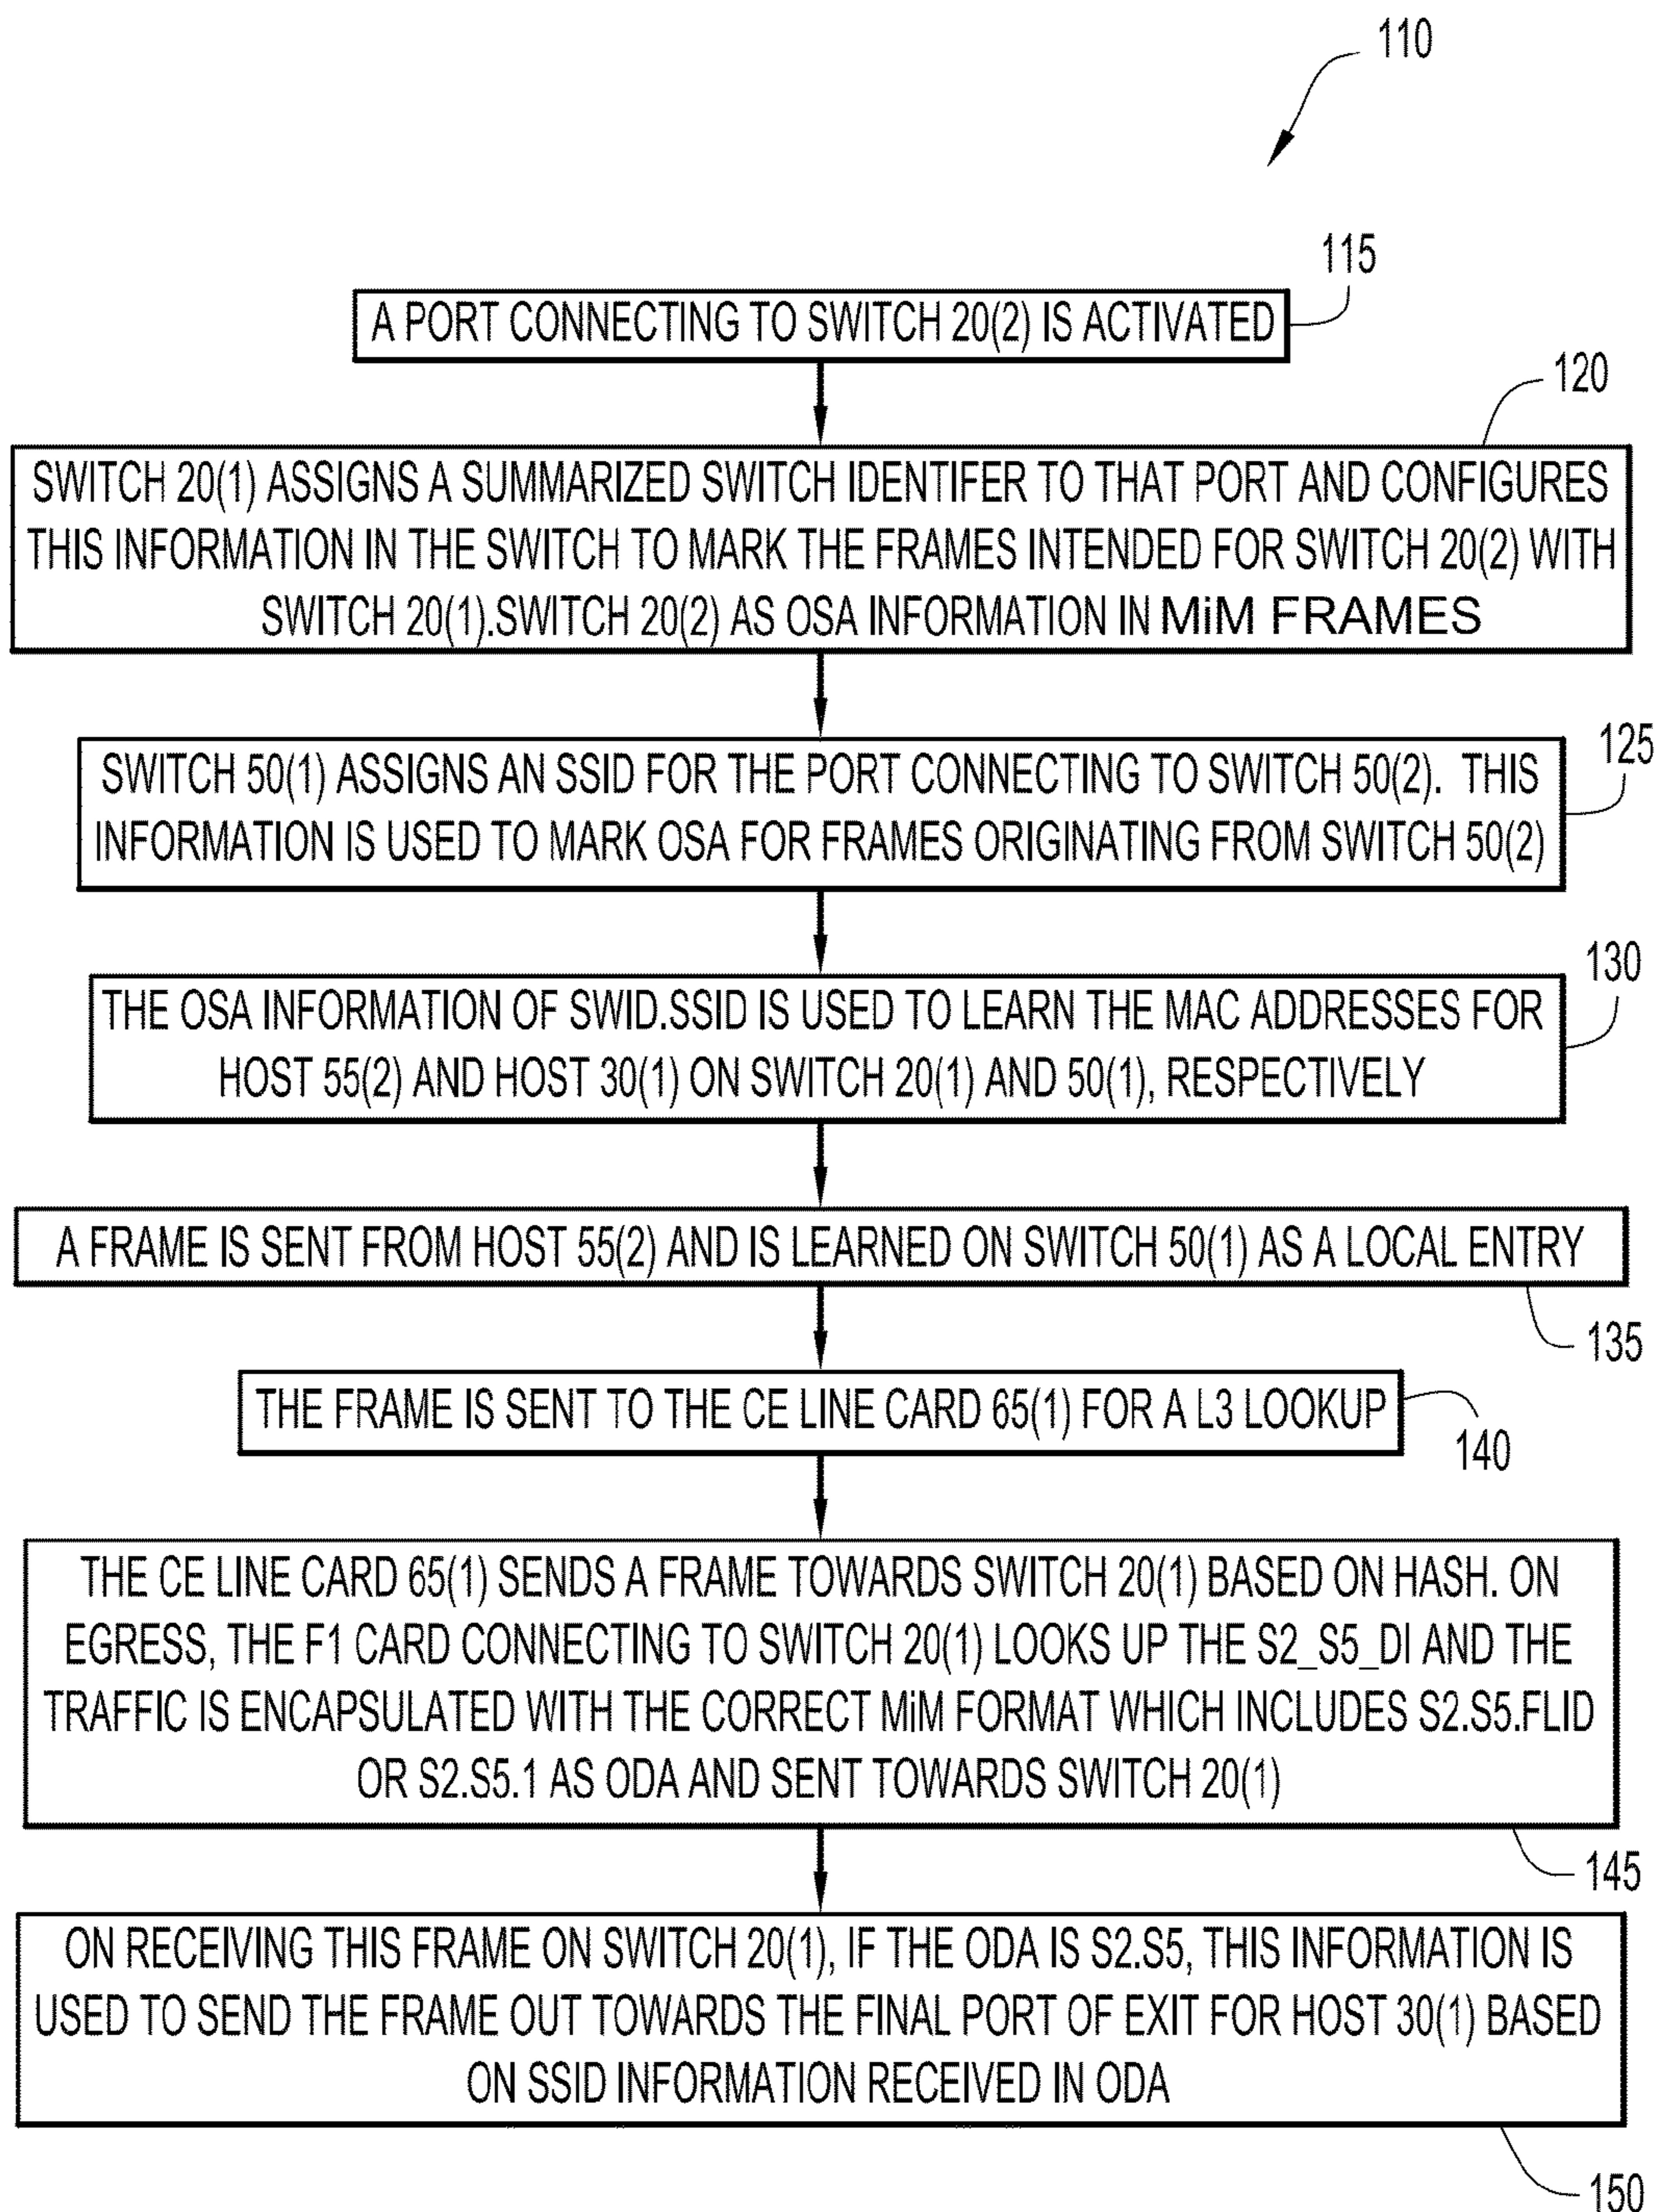 110
115
A PORT CONNECTING TO SWITCH 20(2) IS ACTIVATED
120
SWITCH 20(1) ASSIGNS A SUMMARIZED SWITCH IDENTIFER TO THAT PORT AND CONFIGURES
THIS INFORMATION IN THE SWITCH TO MARK THE FRAMES INTENDED FOR SWITCH 20(2) WITH
SWITCH 20(1).SWITCH 20(2) AS OSA INFORMATION IN MiM FRAMES
125
SWITCH 50(1) ASSIGNS AN SSID FOR THE PORT CONNECTING TO SWITCH 50(2). THIS
INFORMATION IS USED TO MARK OSA FOR FRAMES ORIGINATING FROM SWITCH 50(2)
130
THE OSA INFORMATION OF SWID.SSID IS USED TO LEARN THE MAC ADDRESSES FOR
HOST 55(2) AND HOST 30(1) ON SWITCH 20(1) AND 50(1), RESPECTIVELY
A FRAME IS SENT FROM HOST 55(2) AND IS LEARNED ON SWITCH 50(1) AS A LOCAL ENTRY
135
THE FRAME IS SENT TO THE CE LINE CARD 65(1) FOR A L3 LOOKUP
140
THE CE LINE CARD 65(1) SENDS A FRAME TOWARDS SWITCH 20(1) BASED ON HASH. ON
EGRESS, THE F1 CARD CONNECTING TO SWITCH 20(1) LOOKS UP THE S2_S5_DI AND THE
TRAFFIC IS ENCAPSULATED WITH THE CORRECT MiM FORMAT WHICH INCLUDES S2.S5.FLID
OR S2.S5.1 AS ODA AND SENT TOWARDS SWITCH 20(1)
145
ON RECEIVING THIS FRAME ON SWITCH 20(1), IF THE ODA IS S2.S5, THIS INFORMATION IS
USED TO SEND THE FRAME OUT TOWARDS THE FINAL PORT OF EXIT FOR HOST 30(1) BASED
ON SSID INFORMATION RECEIVED IN ODA
150